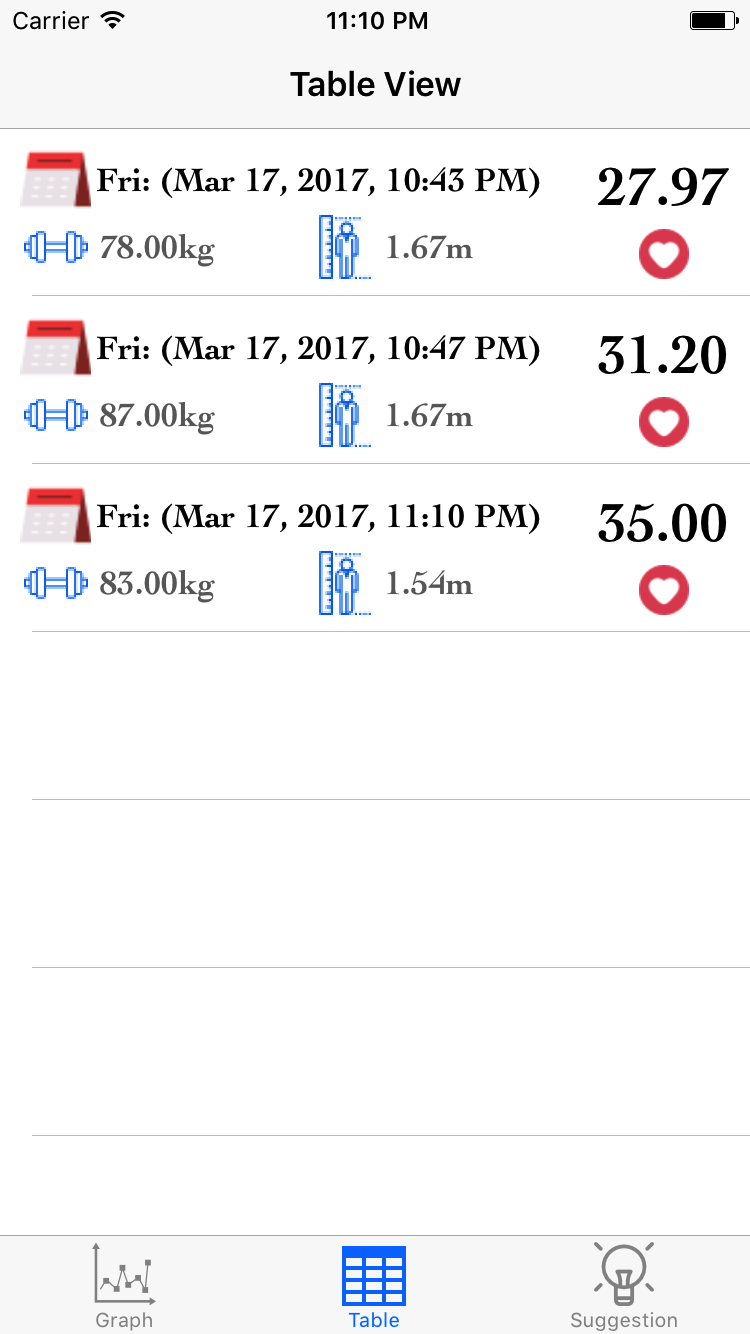 Carrier 11:10 PM
Table View
Fri: (Mar 17, 2017, 10:43 PM) 27.97
78.00kg 1.67m
Fri: (Mar 17, 2017, 10:47 PM) 31.20
87.00kg 1.67m
Fri: (Mar 17, 2017, 11:10 PM) 35.00
83.00kg 1.54m
Graph Table Suggestion